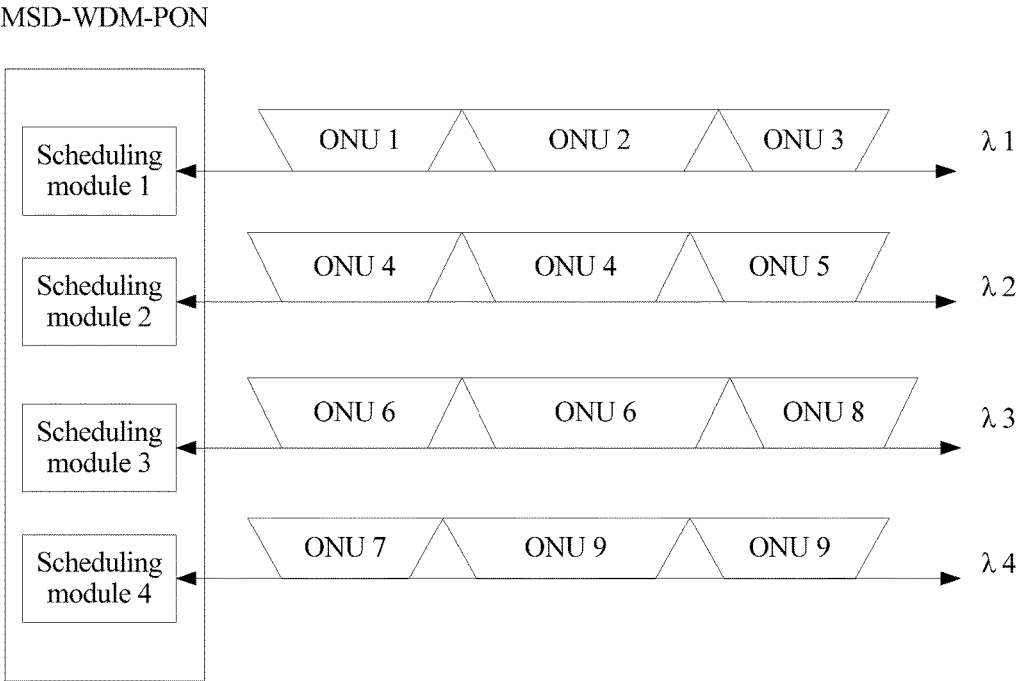 MSD-WDM-PON
Scheduling
module 1
ONU 1
ONU 2
ONU 3
λ 1
Scheduling
module 2
ONU 4
ONU 4
ONU 5
λ 2
Scheduling
module 3
ONU 6
ONU 6
ONU 8
λ 3
Scheduling
module 4
ONU 7
ONU 9
ONU 9
λ 4